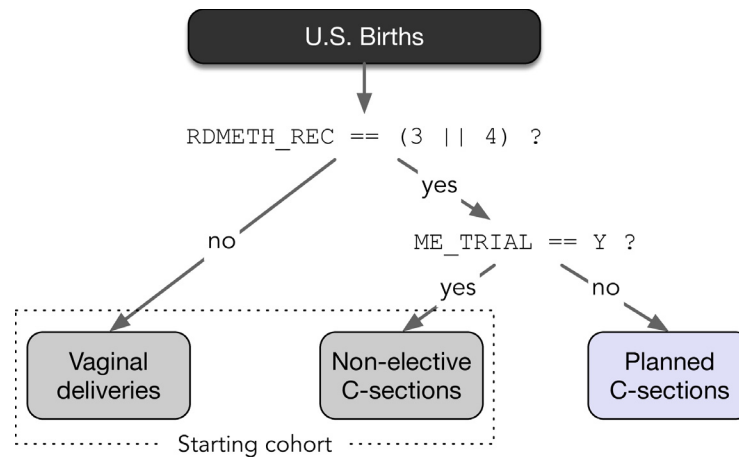 U.S. Births
RDMETH_REC == (3 || 4) ?
yes
no
ME_TRIAL == Y ?
yes
no
Vaginal
deliveries
Non-elective
C-sections
Planned
C-sections
Starting cohort